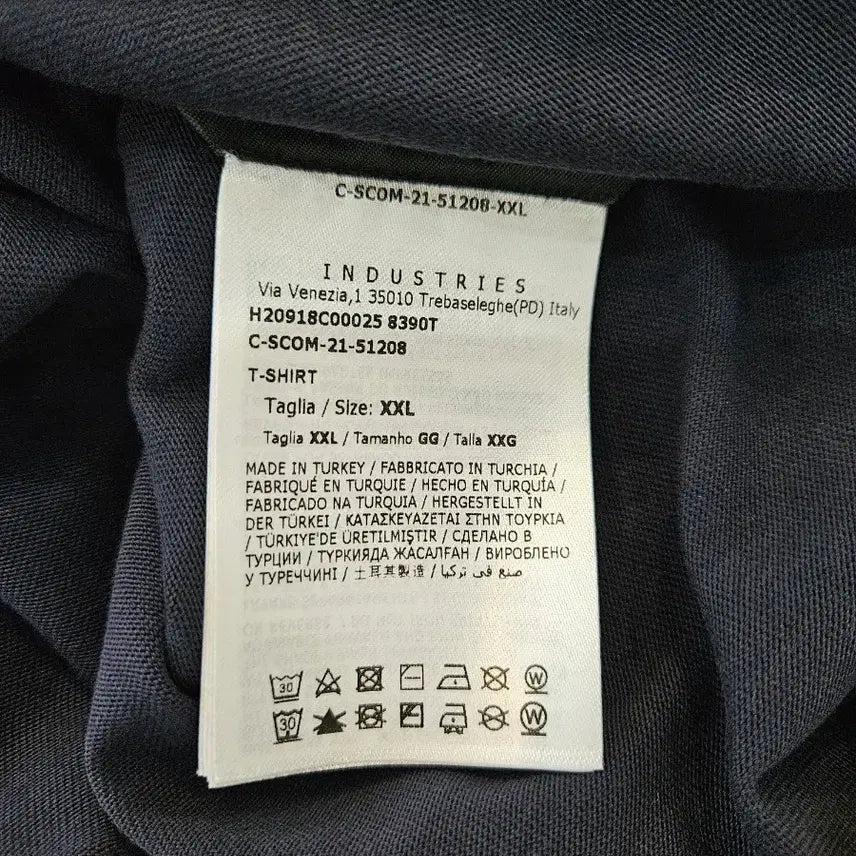 C-SCOM-21-51208-XXL
INDUSTRIES
Via Venezia,1 35010 Trebaseleghe(PD) Italy
H20918C00025 8390T
C-SCOM-21-51208
T-SHIRT
Taglia / Size: XXL
Taglia XXL / Tamanho GG / Talla XXG
MADE IN TURKEY / FABBRICATO IN TURCHIA /
FABRIQUÉ EN TURQUIE / HECHO EN TURQUÍA /
FABRICADO NA TURQUIA / HERGESTELLT IN
DER TÜRKEI / ΚΑΤΑΣΚΕΥΑΖΕΤΑΙ ΣΤΗΝ ΤΟΥΡΚΙΑ
/ TÜRKIYE'DE ÜRETILMIŞTIR / СДЕЛАНО В
ТУРЦИИ / ТҮРКИЯДА ЖАСАЛҒАН / ВИРОБЛЕНО
У ТУРЕЧЧИНІ / 土耳其製造 / صنع في تركيا
30 W
30 W